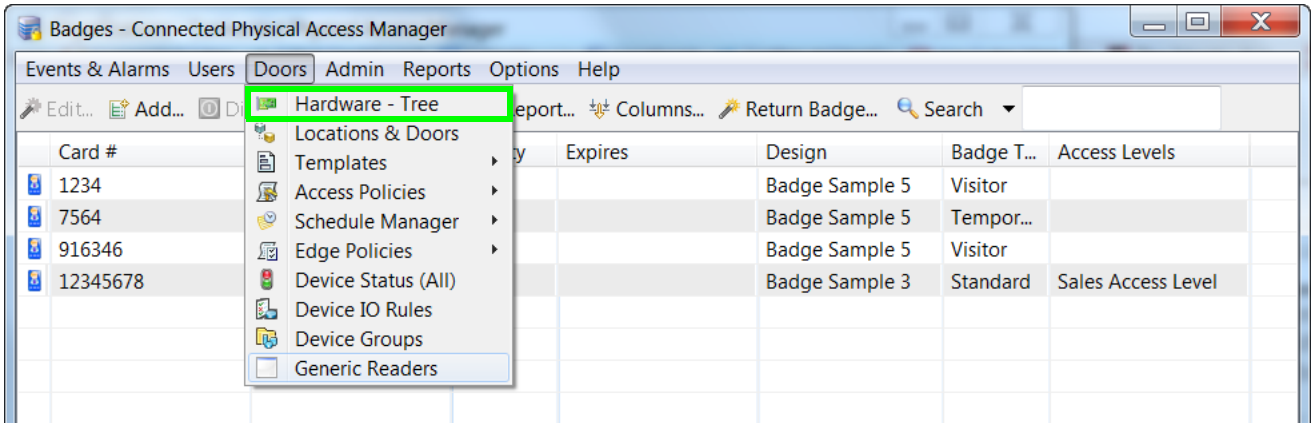 Badges - Connected Physical Access Manager
Events & Alarms Users Doors Admin Reports Options Help
Edit... Add... Columns... Return Badge... Search
Hardware - Tree
Locations & Doors
Templates
Access Policies
Schedule Manager
Edge Policies
Device Status (All)
Device IO Rules
Device Groups
Generic Readers
Card # Expires Design Badge T... Access Levels
1234 Badge Sample 5 Visitor
7564 Badge Sample 5 Tempor...
916346 Badge Sample 5 Visitor
12345678 Badge Sample 3 Standard Sales Access Level